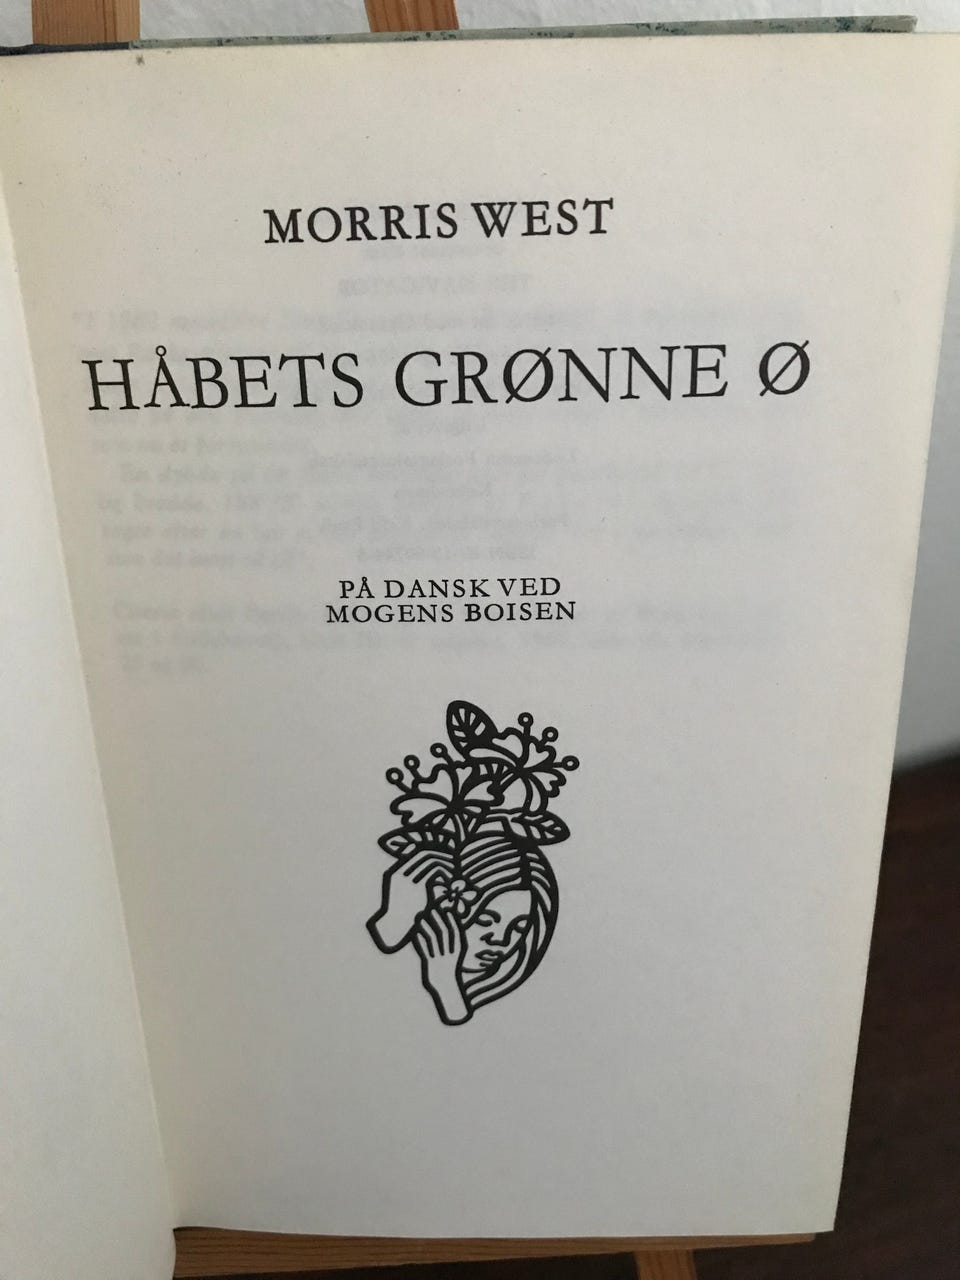 MORRIS WEST
HÅBETS GRØNNE Ø
PÅ DANSK VED
MOGENS BOISEN